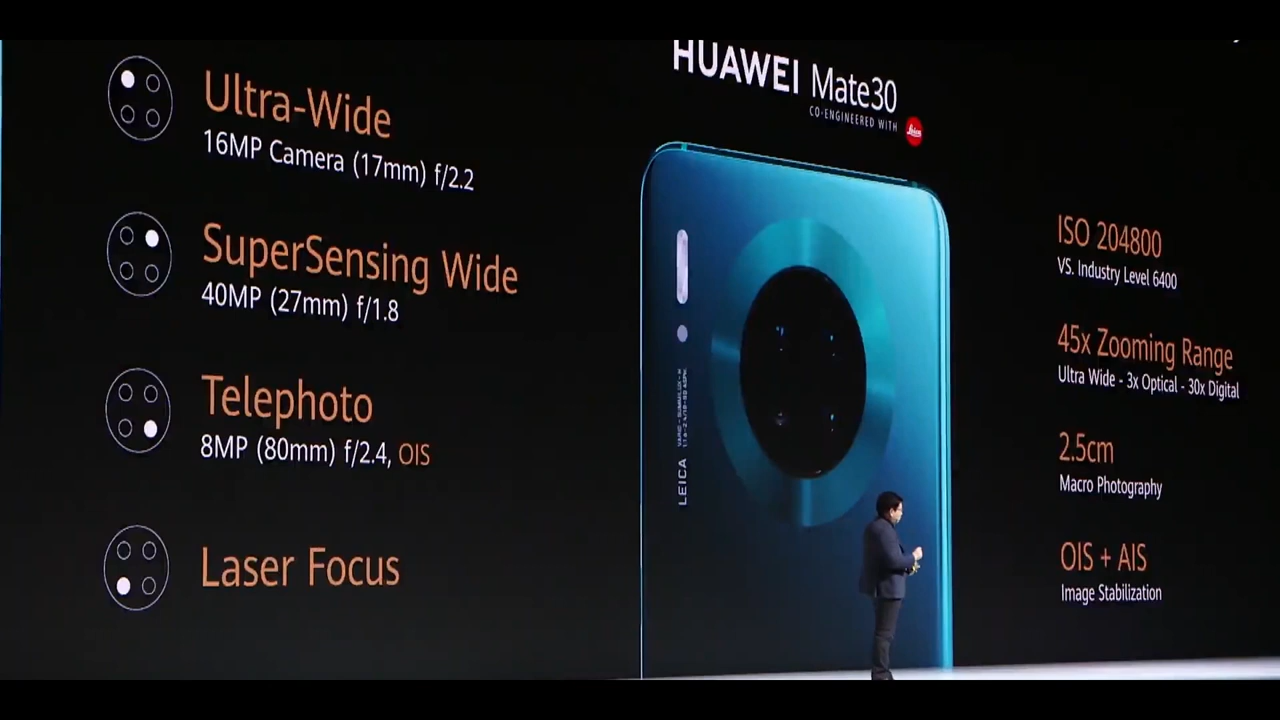 HUAWEI Mate30
CO-ENGINEERED WITH
Leica
Ultra-Wide
16MP Camera (17mm) f/2.2
SuperSensing Wide
40MP (27mm) f/1.8
Telephoto
8MP (80mm) f/2.4, OIS
Laser Focus
LEICA
ISO 204800
VS. Industry Level 6400
45x Zooming Range
Ultra Wide - 3x Optical - 30x Digital
2.5cm
Macro Photography
OIS + AIS
Image Stabilization